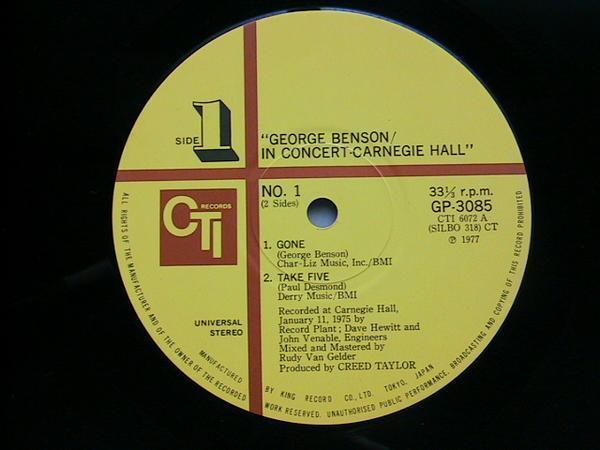 SIDE 1
"GEORGE BENSON/
IN CONCERT-CARNEGIE HALL"
RECORDS
CTI
NO. 1
(2 Sides)
33⅓ r.p.m.
GP-3085
CTI 6072 A
(SILBO 318) CT
℗ 1977
1. GONE
(George Benson)
Char-Liz Music, Inc./BMI
2. TAKE FIVE
(Paul Desmond)
Derry Music/BMI
UNIVERSAL
STEREO
Recorded at Carnegie Hall,
January 11, 1975 by
Record Plant; Dave Hewitt and
John Venable, Engineers
Mixed and Mastered by
Rudy Van Gelder
Produced by CREED TAYLOR
MANUFACTURED BY KING RECORD CO., LTD. TOKYO, JAPAN
ALL RIGHTS OF THE MANUFACTURER AND OF THE OWNER OF THE RECORDED WORK RESERVED. UNAUTHORISED PUBLIC PERFORMANCE, BROADCASTING AND COPYING OF THIS RECORD PROHIBITED